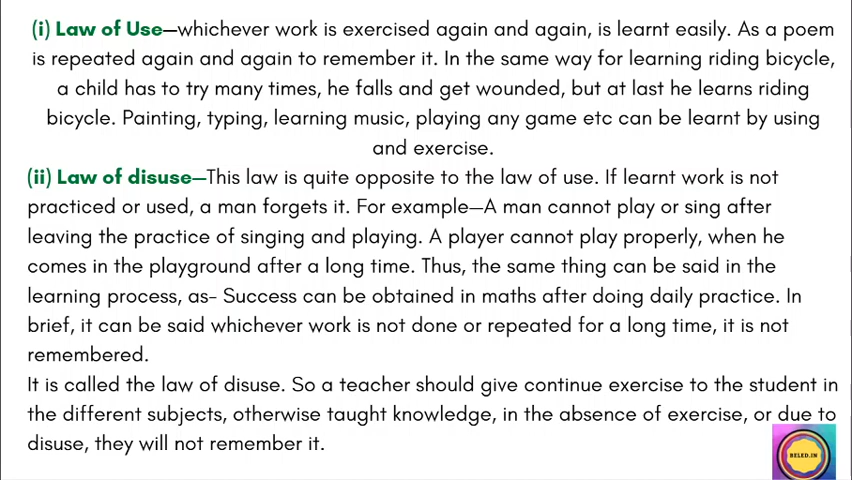 (i) Law of Use—whichever work is exercised again and again, is learnt easily. As a poem
is repeated again and again to remember it. In the same way for learning riding bicycle,
a child has to try many times, he falls and get wounded, but at last he learns riding
bicycle. Painting, typing, learning music, playing any game etc can be learnt by using
and exercise.
(ii) Law of disuse—This law is quite opposite to the law of use. If learnt work is not
practiced or used, a man forgets it. For example—A man cannot play or sing after
leaving the practice of singing and playing. A player cannot play properly, when he
comes in the playground after a long time. Thus, the same thing can be said in the
learning process, as- Success can be obtained in maths after doing daily practice. In
brief, it can be said whichever work is not done or repeated for a long time, it is not
remembered.
It is called the law of disuse. So a teacher should give continue exercise to the student in
the different subjects, otherwise taught knowledge, in the absence of exercise, or due to
disuse, they will not remember it.
BELED.IN